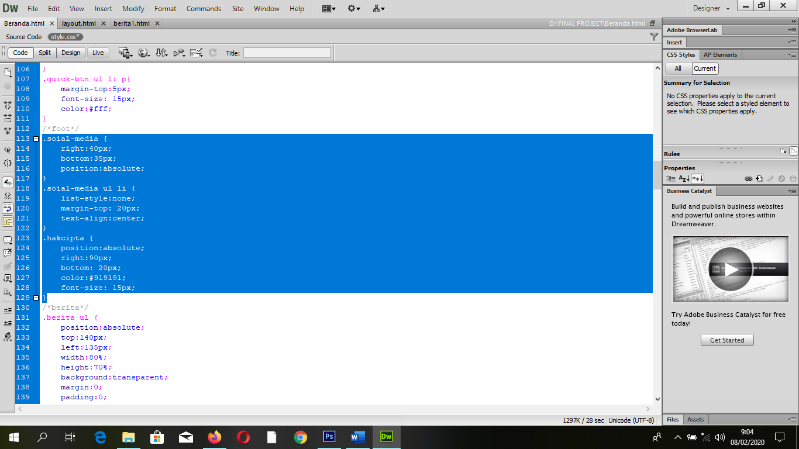 Dw File Edit View Insert Modify Format Commands Site Window Help Designer
Beranda.html × layout.html × berita1.html × D:\FINAL PROJECT\Beranda.html
Source Code style.css*
Code Split Design Live Title:
106 }
107 .quick-btn ul li p{
108 margin-top:5px;
109 font-size: 15px;
110 color:#fff;
111 }
112 /*foot*/
113 .soial-media {
114 right:40px;
115 bottom:35px;
116 position:absolute;
117 }
118 .soial-media ul li {
119 list-style:none;
120 margin-top: 20px;
121 text-align:center;
122 }
123 .hakcipta {
124 position:absolute;
125 right:90px;
126 bottom: 20px;
127 color:#919191;
128 font-size: 15px;
129 }
130 /*berita*/
131 .berits ul {
132 position:absolute;
133 top:140px;
134 left:135px;
135 width:80%;
136 height:70%;
137 background:transparent;
138 margin:0;
139 padding:0;
1297K / 28 sec Unicode (UTF-8)
Adobe BrowserLab
Insert
CSS Styles AP Elements
All Current
Summary for Selection
No CSS properties apply to the current
selection. Please select a styled element to
see which CSS properties apply.
Rules
Properties
Business Catalyst
Build and publish business websites
and powerful online stores within
Dreamweaver.
Try Adobe Business Catalyst for free
today!
Get Started
Files Assets
Ps W Dw
9:04
08/02/2020